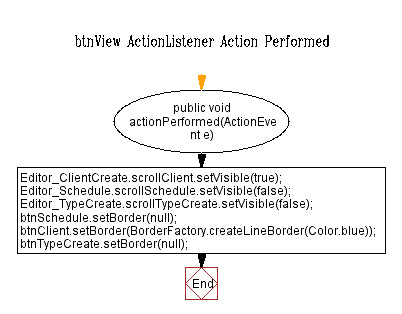 btnView ActionListener Action Performed
public void
actionPerformed(ActionEve
nt e)
Editor_ClientCreate.scrollClient.setVisible(true);
Editor_Schedule.scrollSchedule.setVisible(false);
Editor_TypeCreate.scrollTypeCreate.setVisible(false);
btnSchedule.setBorder(null);
btnClient.setBorder(BorderFactory.createLineBorder(Color.blue));
btnTypeCreate.setBorder(null);
End